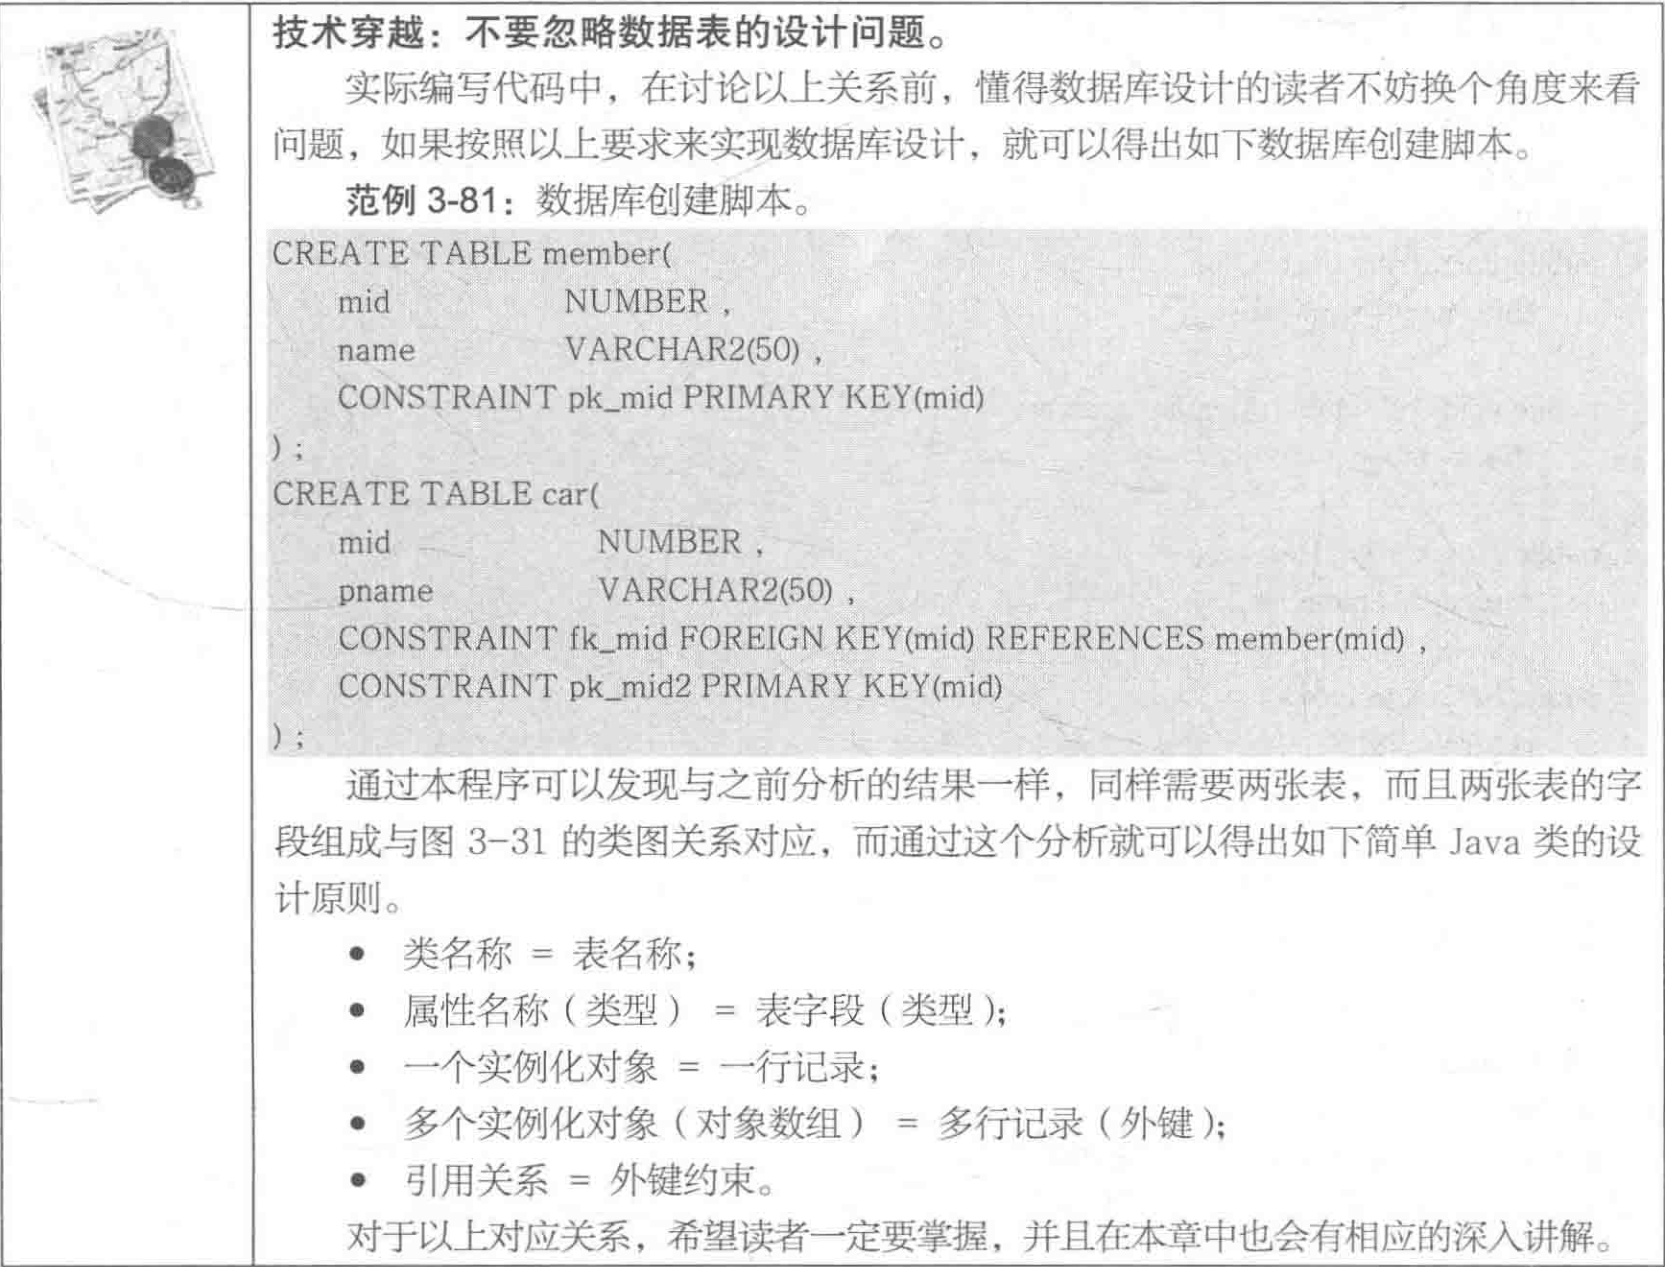 技术穿越：不要忽略数据表的设计问题。
实际编写代码中，在讨论以上关系前，懂得数据库设计的读者不妨换个角度来看
问题，如果按照以上要求来实现数据库设计，就可以得出如下数据库创建脚本。
范例 3-81：数据库创建脚本。
CREATE TABLE member(
mid NUMBER ,
name VARCHAR2(50) ,
CONSTRAINT pk_mid PRIMARY KEY(mid)
) ;
CREATE TABLE car(
mid NUMBER ,
pname VARCHAR2(50) ,
CONSTRAINT fk_mid FOREIGN KEY(mid) REFERENCES member(mid) ,
CONSTRAINT pk_mid2 PRIMARY KEY(mid)
) ;
通过本程序可以发现与之前分析的结果一样，同样需要两张表，而且两张表的字
段组成与图 3-31 的类图关系对应，而通过这个分析就可以得出如下简单 Java 类的设
计原则。
● 类名称 = 表名称；
● 属性名称（类型） = 表字段（类型）；
● 一个实例化对象 = 一行记录；
● 多个实例化对象（对象数组） = 多行记录（外键）；
● 引用关系 = 外键约束。
对于以上对应关系，希望读者一定要掌握，并且在本章中也会有相应的深入讲解。